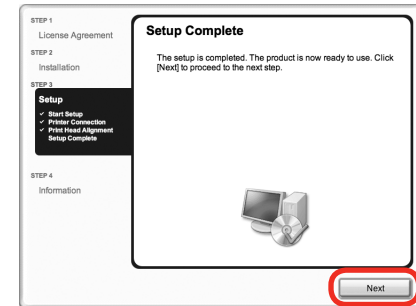 STEP 1
License Agreement
STEP 2
Installation
STEP 3
Setup
✓ Start Setup
✓ Printer Connection
✓ Print Head Alignment
Setup Complete
STEP 4
Information
Setup Complete
The setup is completed. The product is now ready to use. Click
[Next] to proceed to the next step.
Next